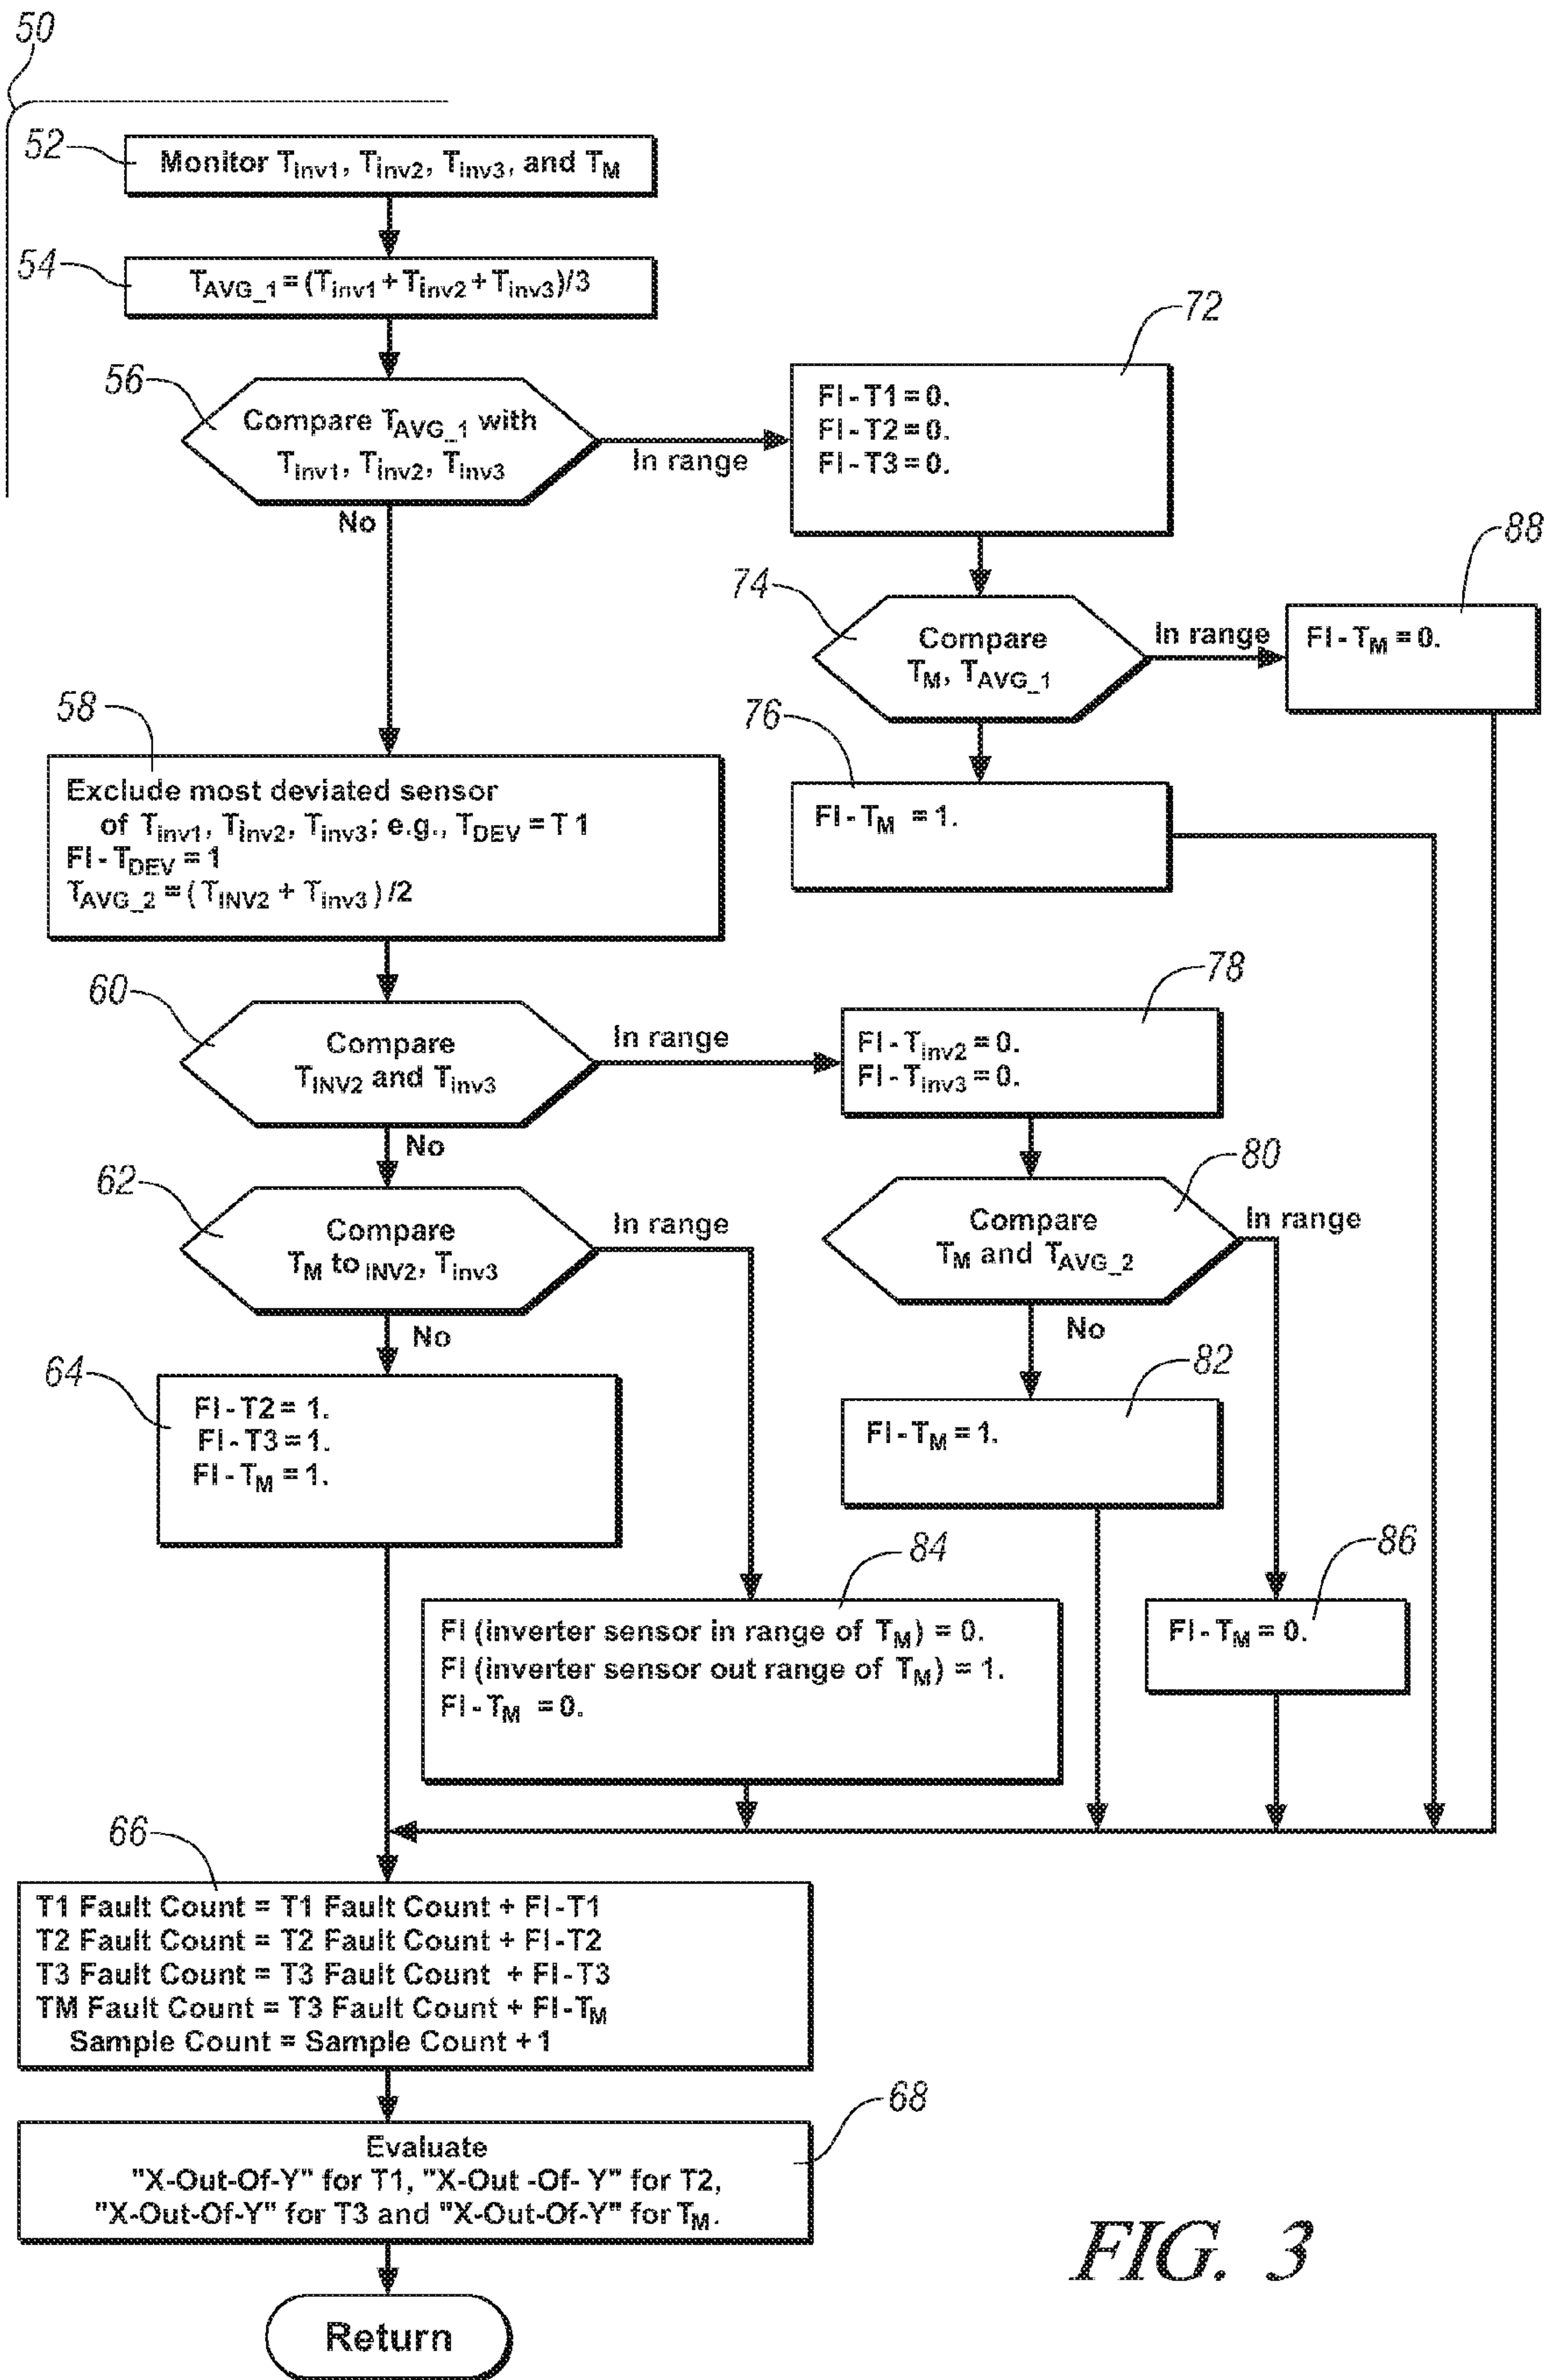 50
52
Monitor Tinv1, Tinv2, Tinv3, and TM
54
TAVG_1 = (Tinv1 + Tinv2 + Tinv3)/3
56
Compare TAVG_1 with
Tinv1, Tinv2, Tinv3
In range
No
72
FI - T1 = 0.
FI - T2 = 0.
FI - T3 = 0.
74
Compare
TM, TAVG_1
In range
88
FI - TM = 0.
76
FI - TM = 1.
58
Exclude most deviated sensor
of Tinv1, Tinv2, Tinv3; e.g., TDEV = T 1
FI - TDEV = 1
TAVG_2 = (TINV2 + Tinv3) /2
60
Compare
TINV2 and Tinv3
In range
No
78
FI - Tinv2 = 0.
FI - Tinv3 = 0.
62
Compare
TM to INV2, Tinv3
In range
No
80
Compare
TM and TAVG_2
In range
No
64
FI - T2 = 1.
FI - T3 = 1.
FI - TM = 1.
82
FI - TM = 1.
84
FI (inverter sensor in range of TM) = 0.
FI (inverter sensor out range of TM) = 1.
FI - TM = 0.
86
FI - TM = 0.
66
T1 Fault Count = T1 Fault Count + FI - T1
T2 Fault Count = T2 Fault Count + FI - T2
T3 Fault Count = T3 Fault Count + FI - T3
TM Fault Count = T3 Fault Count + FI - TM
Sample Count = Sample Count + 1
68
Evaluate
"X-Out-Of-Y" for T1, "X-Out -Of- Y" for T2,
"X-Out-Of-Y" for T3 and "X-Out-Of-Y" for TM.
Return
FIG. 3